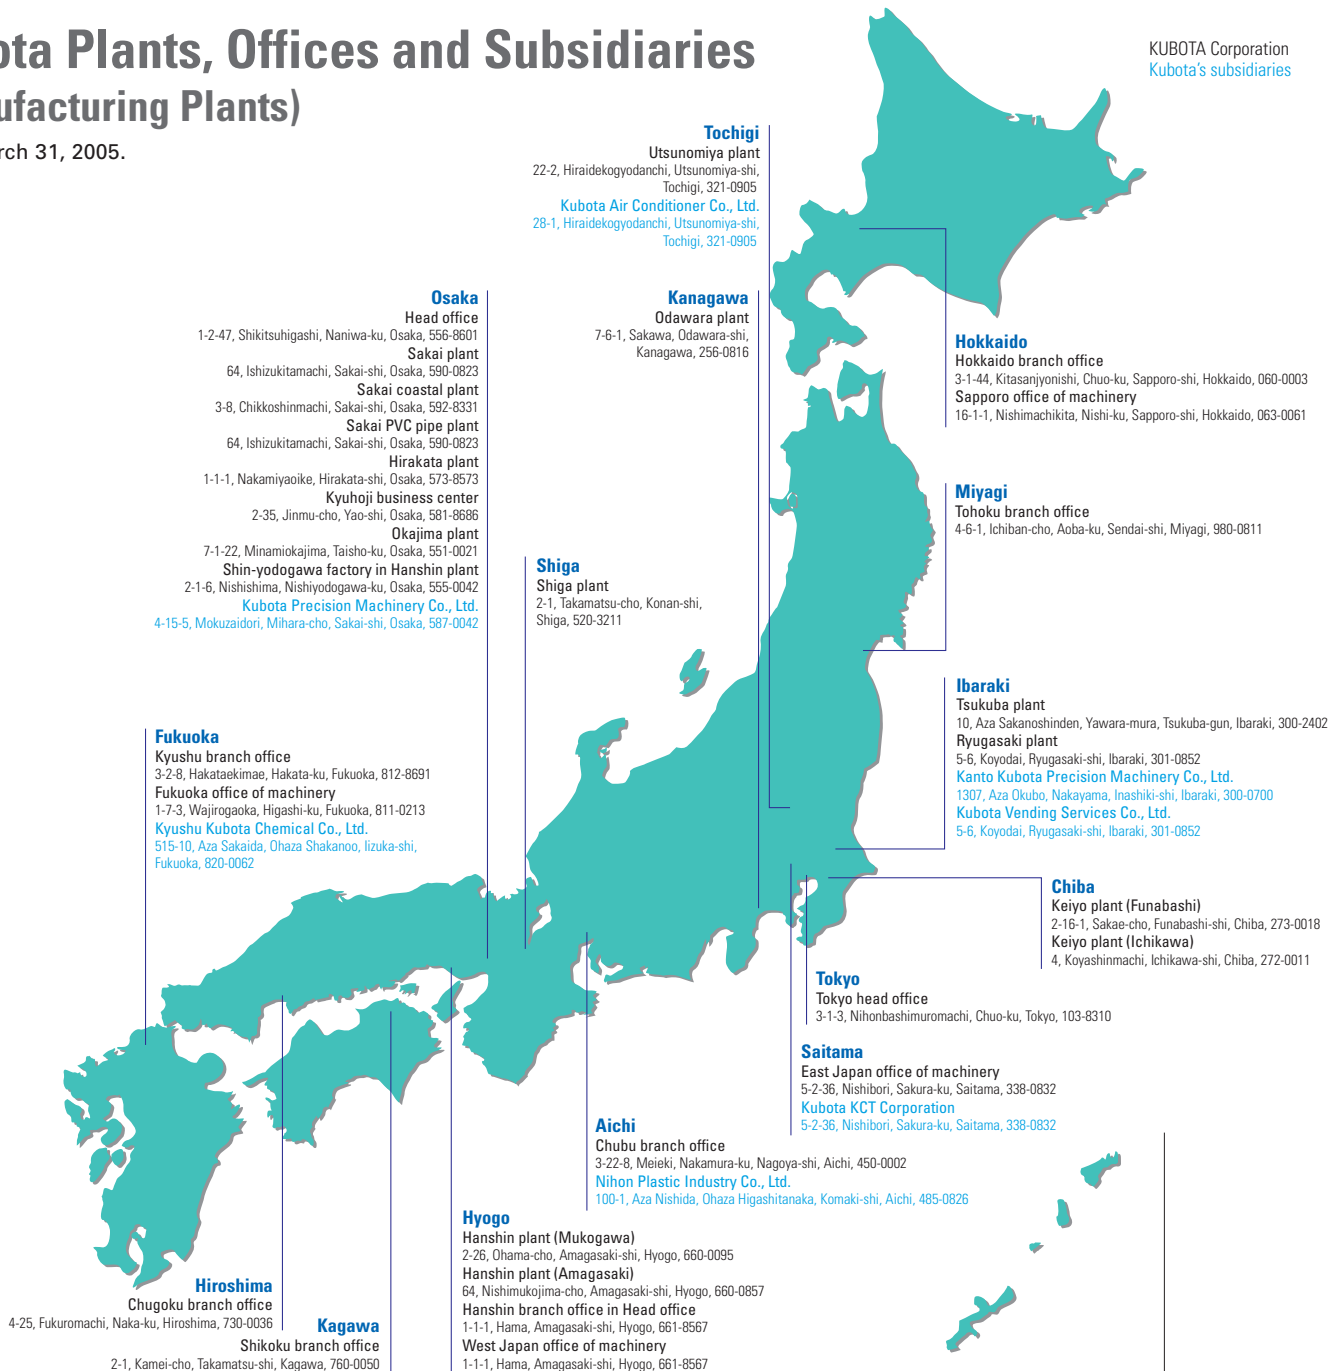 ota Plants, Offices and Subsidiaries
ufacturing Plants)
rch 31, 2005.
KUBOTA Corporation
Kubota's subsidiaries
Tochigi
Utsunomiya plant
22-2, Hiraidekogyodanchi, Utsunomiya-shi,
Tochigi, 321-0905
Kubota Air Conditioner Co., Ltd.
28-1, Hiraidekogyodanchi, Utsunomiya-shi,
Tochigi, 321-0905
Osaka
Head office
1-2-47, Shikitsuhigashi, Naniwa-ku, Osaka, 556-8601
Sakai plant
64, Ishizukitamachi, Sakai-shi, Osaka, 590-0823
Sakai coastal plant
3-8, Chikkoshinmachi, Sakai-shi, Osaka, 592-8331
Sakai PVC pipe plant
64, Ishizukitamachi, Sakai-shi, Osaka, 590-0823
Hirakata plant
1-1-1, Nakamiyaoike, Hirakata-shi, Osaka, 573-8573
Kyuhoji business center
2-35, Jinmu-cho, Yao-shi, Osaka, 581-8686
Okajima plant
7-1-22, Minamiokajima, Taisho-ku, Osaka, 551-0021
Shin-yodogawa factory in Hanshin plant
2-1-6, Nishishima, Nishiyodogawa-ku, Osaka, 555-0042
Kubota Precision Machinery Co., Ltd.
4-15-5, Mokuzaidori, Mihara-cho, Sakai-shi, Osaka, 587-0042
Kanagawa
Odawara plant
7-6-1, Sakawa, Odawara-shi,
Kanagawa, 256-0816
Hokkaido
Hokkaido branch office
3-1-44, Kitasanjyonishi, Chuo-ku, Sapporo-shi, Hokkaido, 060-0003
Sapporo office of machinery
16-1-1, Nishimachikita, Nishi-ku, Sapporo-shi, Hokkaido, 063-0061
Miyagi
Tohoku branch office
4-6-1, Ichiban-cho, Aoba-ku, Sendai-shi, Miyagi, 980-0811
Shiga
Shiga plant
2-1, Takamatsu-cho, Konan-shi,
Shiga, 520-3211
Ibaraki
Tsukuba plant
10, Aza Sakanoshinden, Yawara-mura, Tsukuba-gun, Ibaraki, 300-2402
Ryugasaki plant
5-6, Koyodai, Ryugasaki-shi, Ibaraki, 301-0852
Kanto Kubota Precision Machinery Co., Ltd.
1307, Aza Okubo, Nakayama, Inashiki-shi, Ibaraki, 300-0700
Kubota Vending Services Co., Ltd.
5-6, Koyodai, Ryugasaki-shi, Ibaraki, 301-0852
Fukuoka
Kyushu branch office
3-2-8, Hakataekimae, Hakata-ku, Fukuoka, 812-8691
Fukuoka office of machinery
1-7-3, Wajirogaoka, Higashi-ku, Fukuoka, 811-0213
Kyushu Kubota Chemical Co., Ltd.
515-10, Aza Sakaida, Ohaza Shakanoo, Iizuka-shi,
Fukuoka, 820-0062
Chiba
Keiyo plant (Funabashi)
2-16-1, Sakae-cho, Funabashi-shi, Chiba, 273-0018
Keiyo plant (Ichikawa)
4, Koyashinmachi, Ichikawa-shi, Chiba, 272-0011
Tokyo
Tokyo head office
3-1-3, Nihonbashimuromachi, Chuo-ku, Tokyo, 103-8310
Saitama
East Japan office of machinery
5-2-36, Nishibori, Sakura-ku, Saitama, 338-0832
Kubota KCT Corporation
5-2-36, Nishibori, Sakura-ku, Saitama, 338-0832
Aichi
Chubu branch office
3-22-8, Meieki, Nakamura-ku, Nagoya-shi, Aichi, 450-0002
Nihon Plastic Industry Co., Ltd.
100-1, Aza Nishida, Ohaza Higashitanaka, Komaki-shi, Aichi, 485-0826
Hyogo
Hanshin plant (Mukogawa)
2-26, Ohama-cho, Amagasaki-shi, Hyogo, 660-0095
Hanshin plant (Amagasaki)
64, Nishimukojima-cho, Amagasaki-shi, Hyogo, 660-0857
Hanshin branch office in Head office
1-1-1, Hama, Amagasaki-shi, Hyogo, 661-8567
West Japan office of machinery
1-1-1, Hama, Amagasaki-shi, Hyogo, 661-8567
Hiroshima
Chugoku branch office
4-25, Fukuromachi, Naka-ku, Hiroshima, 730-0036
Kagawa
Shikoku branch office
2-1, Kamei-cho, Takamatsu-shi, Kagawa, 760-0050